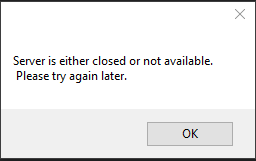 Server is either closed or not available.
Please try again later.
OK